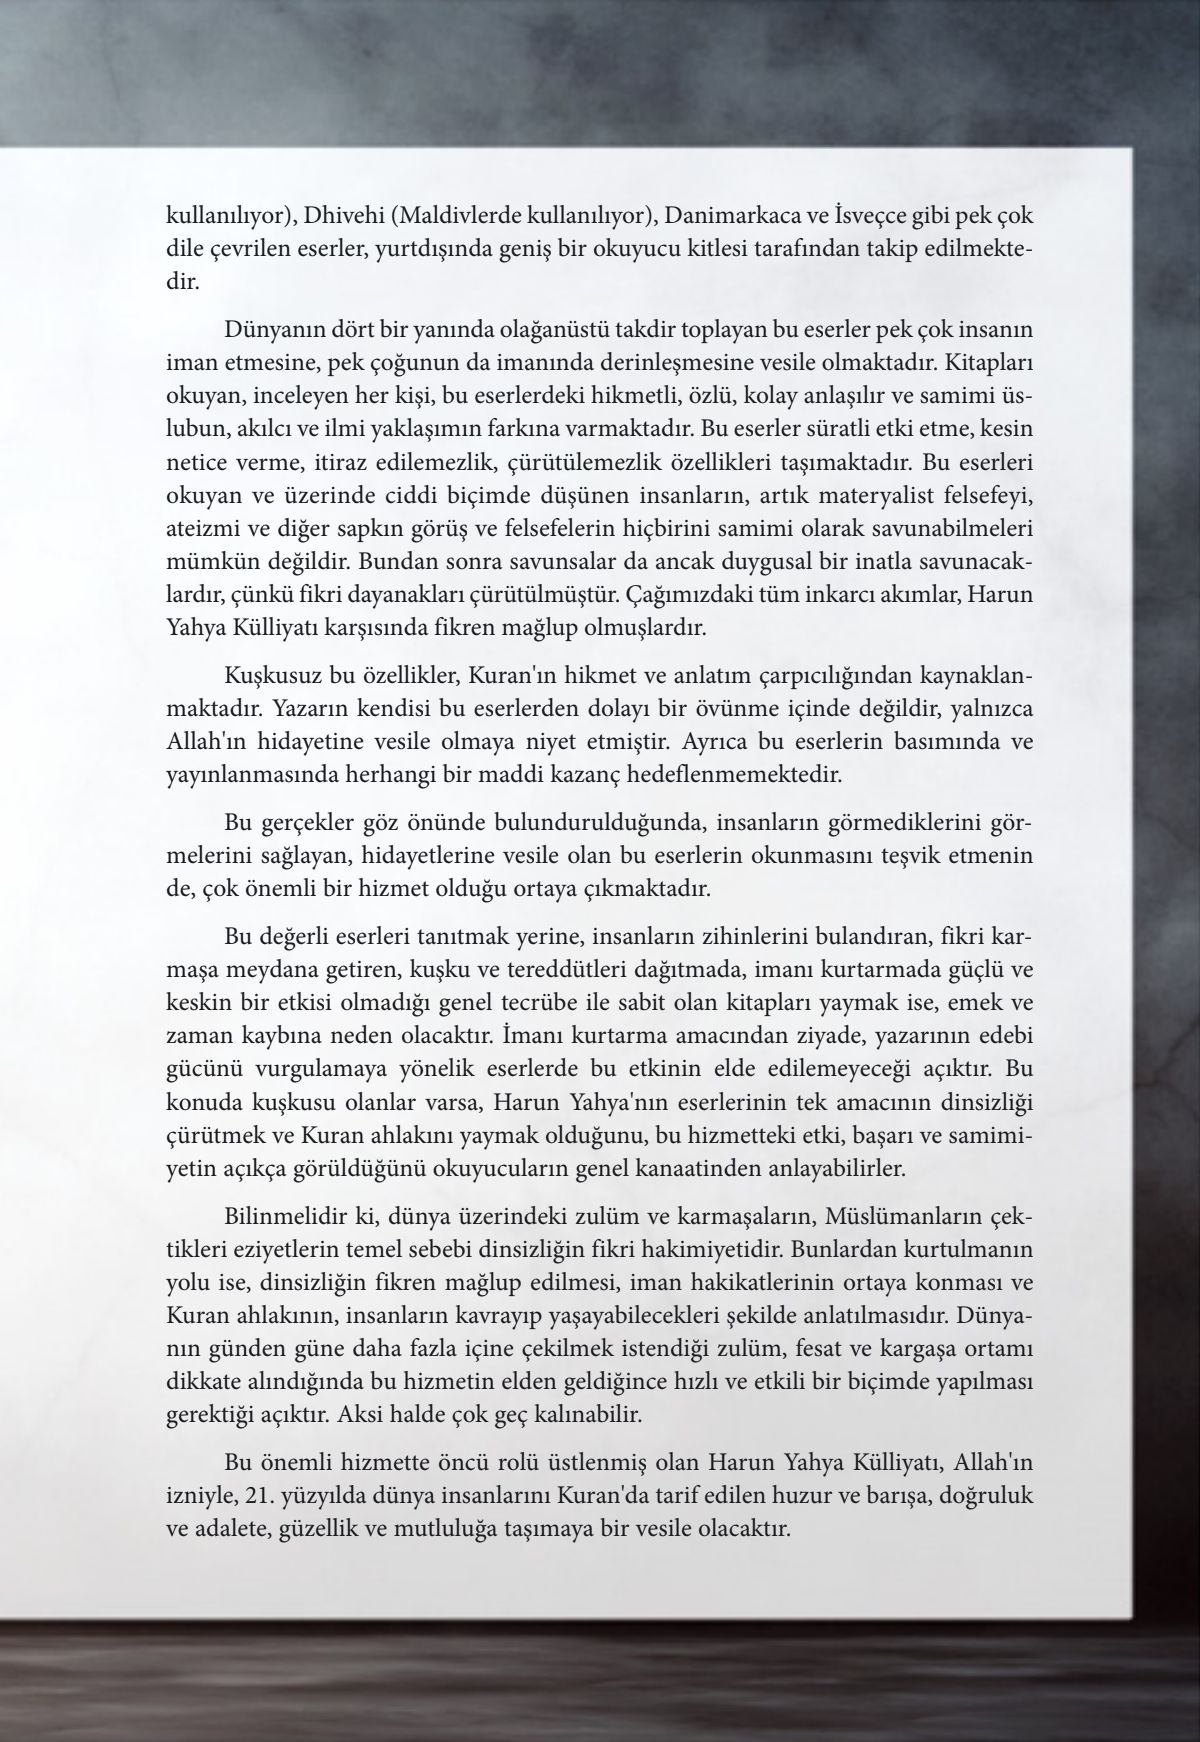 kullanılıyor), Dhivehi (Maldivlerde kullanılıyor), Danimarkaca ve İsveçce gibi pek çok
dile çevrilen eserler, yurtdışında geniş bir okuyucu kitlesi tarafından takip edilmekte-
dir.
Dünyanın dört bir yanında olağanüstü takdir toplayan bu eserler pek çok insanın
iman etmesine, pek çoğunun da imanında derinleşmesine vesile olmaktadır. Kitapları
okuyan, inceleyen her kişi, bu eserlerdeki hikmetli, özlü, kolay anlaşılır ve samimi üs-
lubun, akılcı ve ilmi yaklaşımın farkına varmaktadır. Bu eserler süratli etki etme, kesin
netice verme, itiraz edilemezlik, çürütülemezlik özellikleri taşımaktadır. Bu eserleri
okuyan ve üzerinde ciddi biçimde düşünen insanların, artık materyalist felsefeyi,
ateizmi ve diğer sapkın görüş ve felsefelerin hiçbirini samimi olarak savunabilmeleri
mümkün değildir. Bundan sonra savunsalar da ancak duygusal bir inatla savunacak-
lardır, çünkü fikri dayanakları çürütülmüştür. Çağımızdaki tüm inkarcı akımlar, Harun
Yahya Külliyatı karşısında fikren mağlup olmuşlardır.
Kuşkusuz bu özellikler, Kuran'ın hikmet ve anlatım çarpıcılığından kaynaklan-
maktadır. Yazarın kendisi bu eserlerden dolayı bir övünme içinde değildir, yalnızca
Allah'ın hidayetine vesile olmaya niyet etmiştir. Ayrıca bu eserlerin basımında ve
yayınlanmasında herhangi bir maddi kazanç hedeflenmemektedir.
Bu gerçekler göz önünde bulundurulduğunda, insanların görmediklerini gör-
melerini sağlayan, hidayetlerine vesile olan bu eserlerin okunmasını teşvik etmenin
de, çok önemli bir hizmet olduğu ortaya çıkmaktadır.
Bu değerli eserleri tanıtmak yerine, insanların zihinlerini bulandıran, fikri kar-
maşa meydana getiren, kuşku ve tereddütleri dağıtmada, imanı kurtarmada güçlü ve
keskin bir etkisi olmadığı genel tecrübe ile sabit olan kitapları yaymak ise, emek ve
zaman kaybına neden olacaktır. İmanı kurtarma amacından ziyade, yazarının edebi
gücünü vurgulamaya yönelik eserlerde bu etkinin elde edilemeyeceği açıktır. Bu
konuda kuşkusu olanlar varsa, Harun Yahya'nın eserlerinin tek amacının dinsizliği
çürütmek ve Kuran ahlakını yaymak olduğunu, bu hizmetteki etki, başarı ve samimi-
yetin açıkça görüldüğünü okuyucuların genel kanaatinden anlayabilirler.
Bilinmelidir ki, dünya üzerindeki zulüm ve karmaşaların, Müslümanların çek-
tikleri eziyetlerin temel sebebi dinsizliğin fikri hakimiyetidir. Bunlardan kurtulmanın
yolu ise, dinsizliğin fikren mağlup edilmesi, iman hakikatlerinin ortaya konması ve
Kuran ahlakının, insanların kavrayıp yaşayabilecekleri şekilde anlatılmasıdır. Dünya-
nın günden güne daha fazla içine çekilmek istendiği zulüm, fesat ve kargaşa ortamı
dikkate alındığında bu hizmetin elden geldiğince hızlı ve etkili bir biçimde yapılması
gerektiği açıktır. Aksi halde çok geç kalınabilir.
Bu önemli hizmette öncü rolü üstlenmiş olan Harun Yahya Külliyatı, Allah'ın
izniyle, 21. yüzyılda dünya insanlarını Kuran'da tarif edilen huzur ve barışa, doğruluk
ve adalete, güzellik ve mutluluğa taşımaya bir vesile olacaktır.